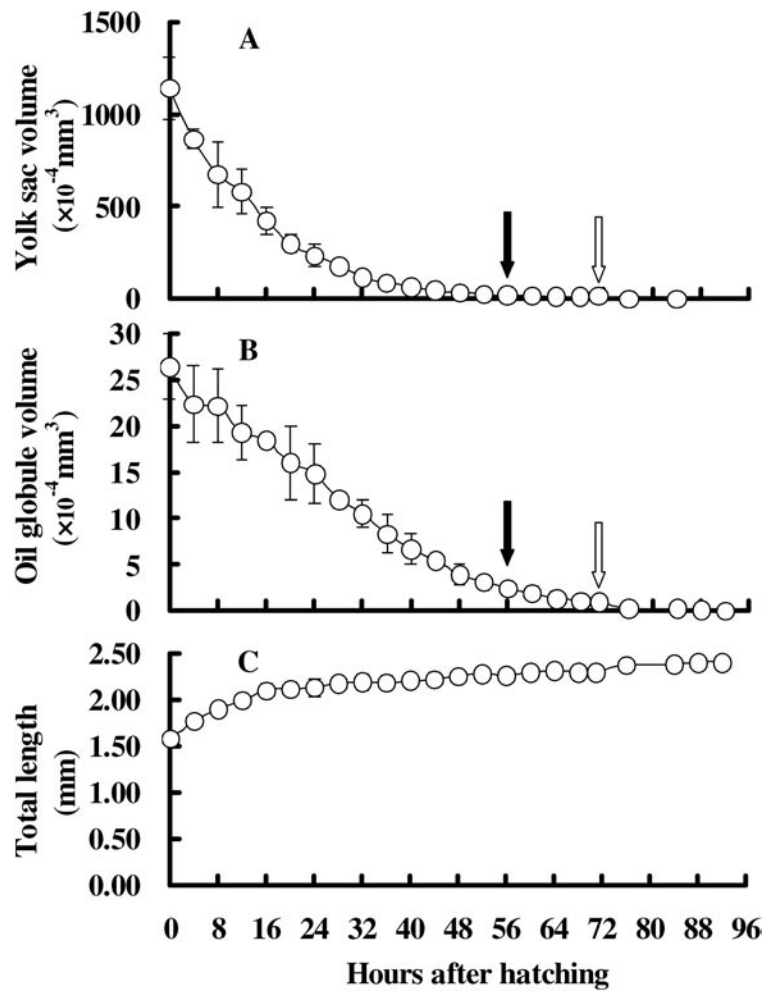 A
Yolk sac volume
(×10⁻⁴mm³)
1500
1000
500
0
B
Oil globule volume
(×10⁻⁴mm³)
30
25
20
15
10
5
0
C
Total length
(mm)
2.50
2.00
1.50
1.00
0.50
0.00
0 8 16 24 32 40 48 56 64 72 80 88 96
Hours after hatching